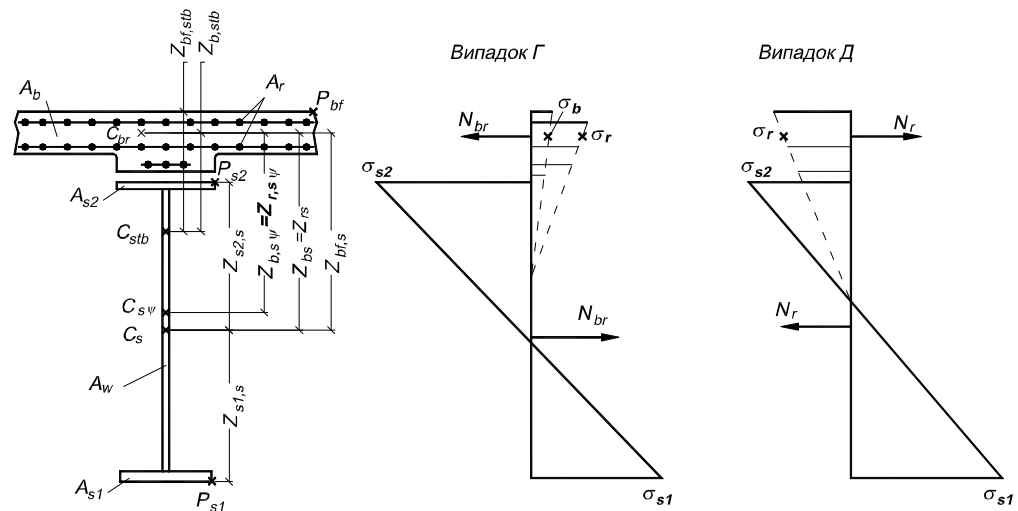 Z_bf,stb
Z_b,stb
Випадок Г
Випадок Д
A_b
A_r
P_bf
C_br
P_s2
A_s2
C_stb
C_sψ
C_s
A_w
A_s1
P_s1
Z_s2,s
Z_b,sψ=Z_r,sψ
Z_bs=Z_rs
Z_bf,s
Z_s1,s
N_br
σ_b
σ_r
σ_s2
N_br
σ_s1
σ_r
N_r
σ_s2
N_r
σ_s1